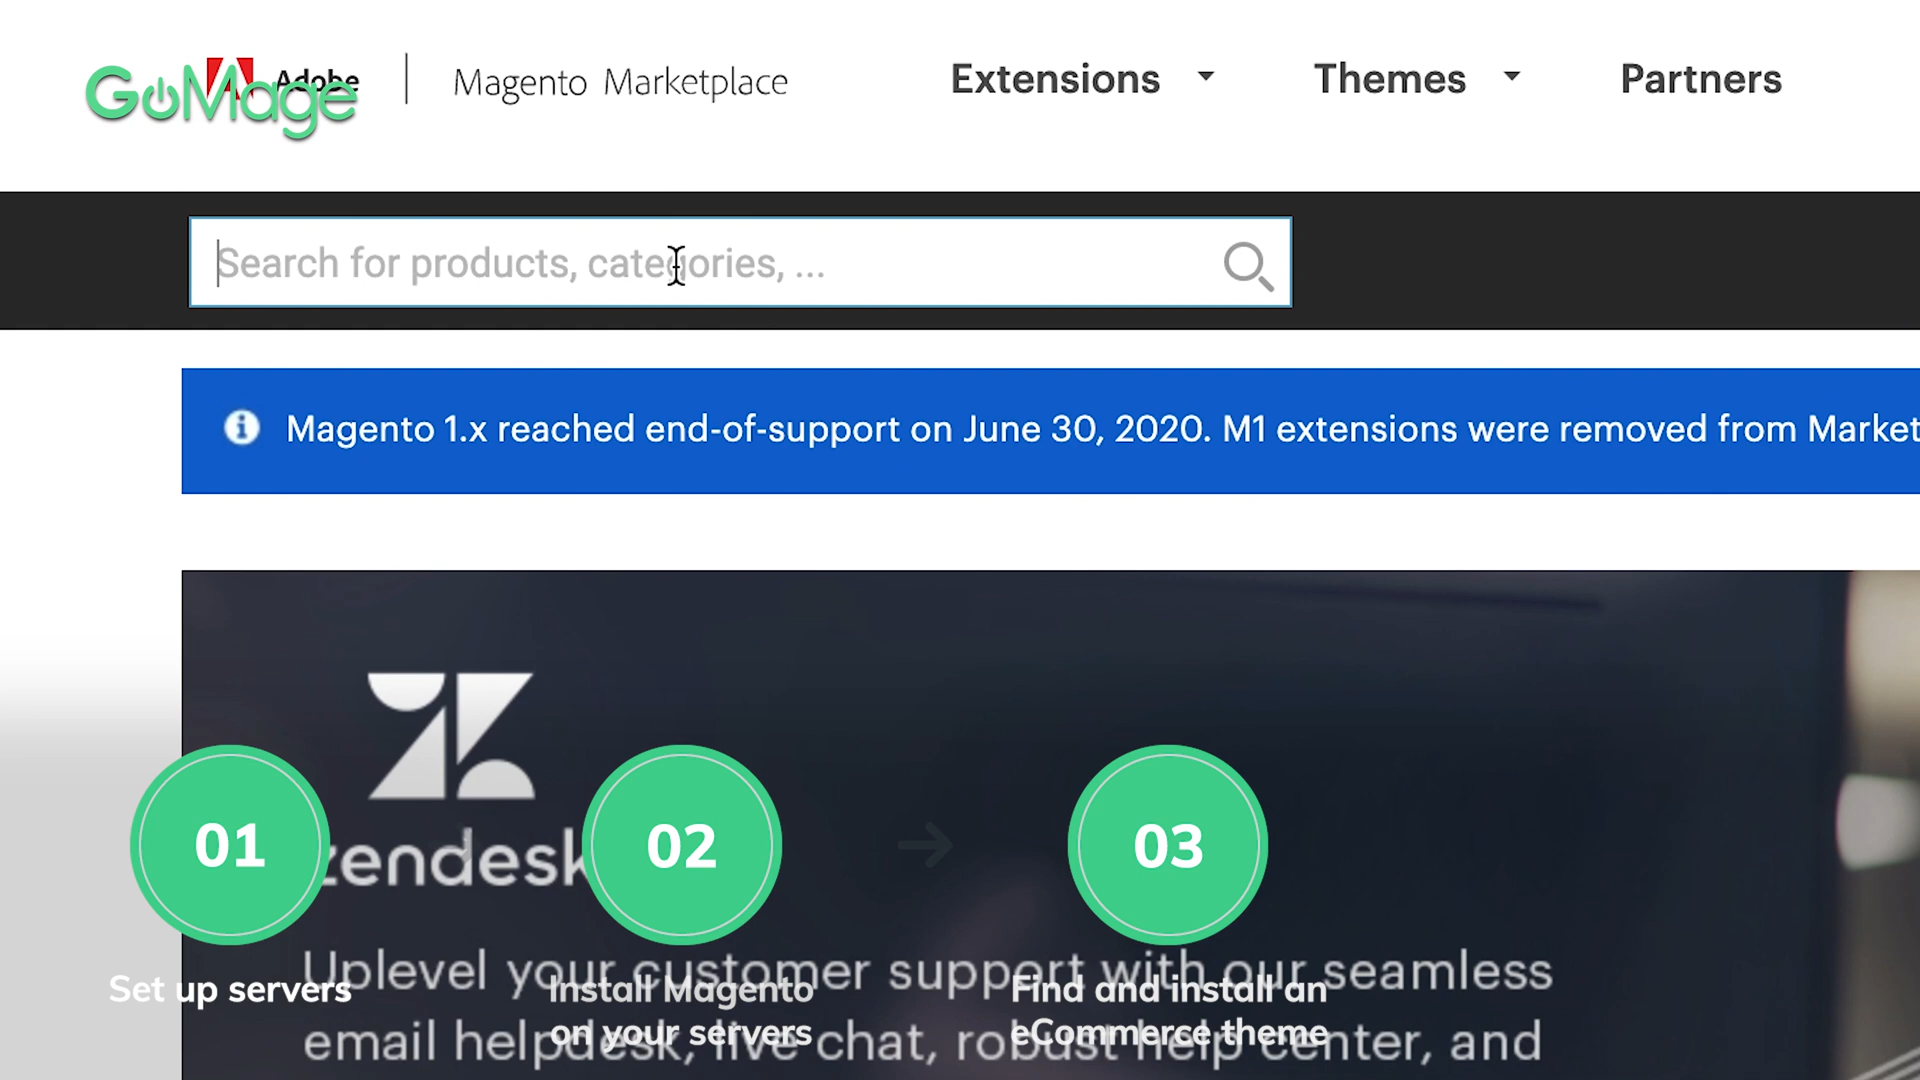 GoMage
Adobe
Magento Marketplace
Extensions
Themes
Partners
Search for products, categories, ...
Magento 1.x reached end-of-support on June 30, 2020. M1 extensions were removed from Market
zendesk
01
02
03
Uplevel your customer support with our seamless
email helpdesk, live chat, robust help center, and
Set up servers
Install Magento
on your servers
Find and install an
eCommerce theme